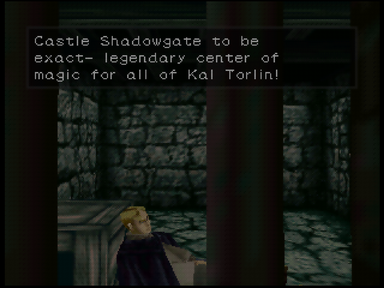 Castle Shadowgate to be
exact- legendary center of
magic for all of Kal Torlin!